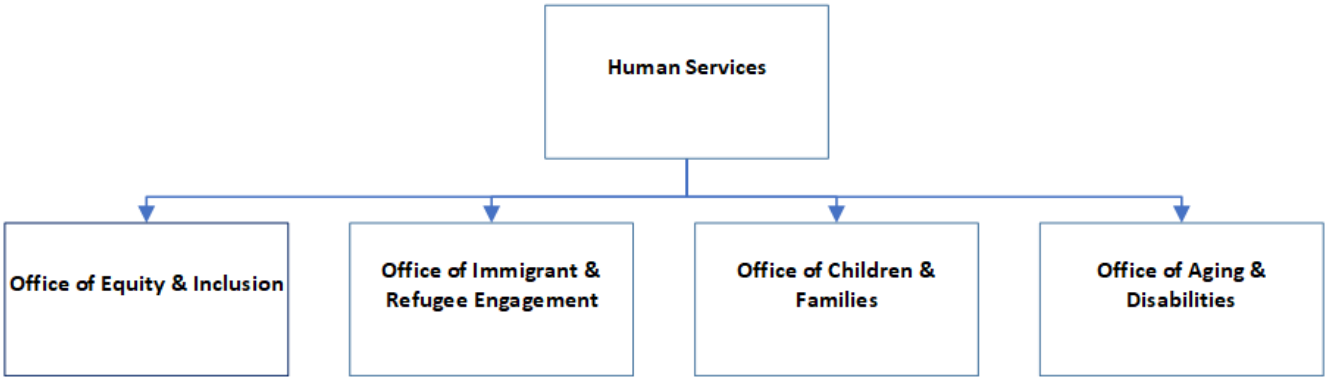 Human Services
Office of Equity & Inclusion
Office of Immigrant &
Refugee Engagement
Office of Children &
Families
Office of Aging &
Disabilities